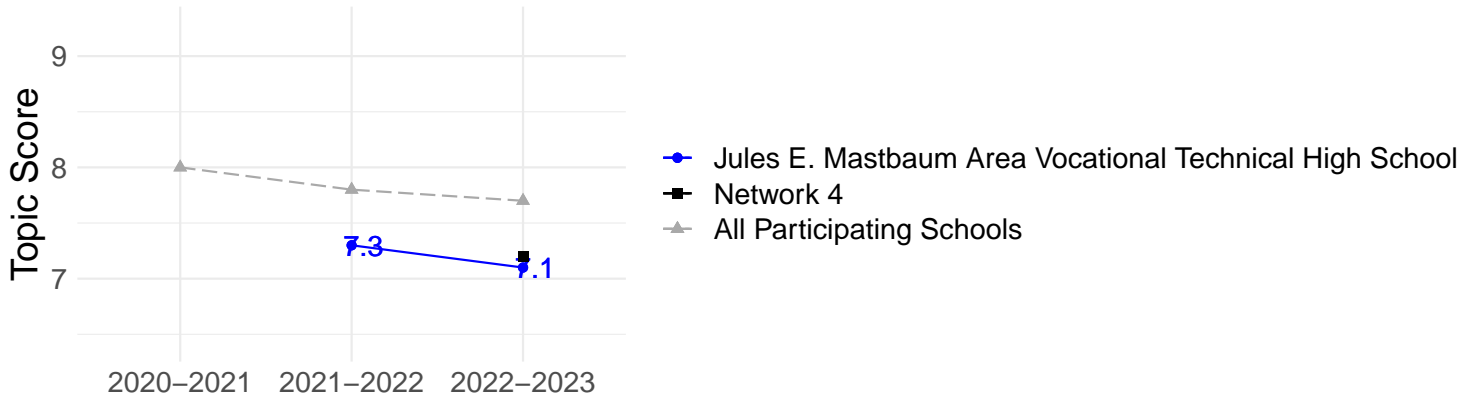 Topic Score
9
8
7
7.3
7.1
2020–2021 2021–2022 2022–2023
Jules E. Mastbaum Area Vocational Technical High School
Network 4
All Participating Schools